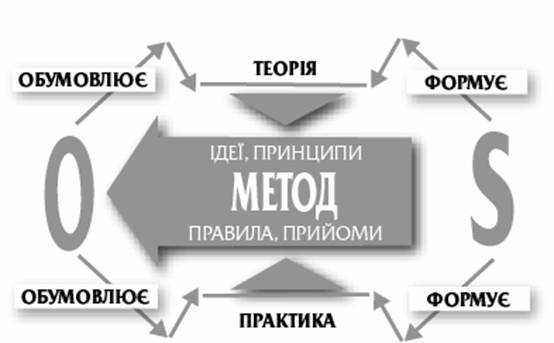 ТЕОРІЯ
ОБУМОВЛЮЄ
ФОРМУЄ
ІДЕЇ, ПРИНЦИПИ
О
МЕТОД
S
ПРАВИЛА, ПРИЙОМИ
ОБУМОВЛЮЄ
ФОРМУЄ
ПРАКТИКА